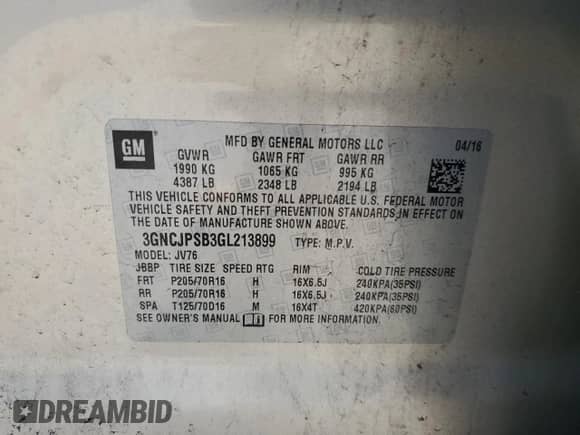 GM
MFD BY GENERAL MOTORS LLC 04/16
GVWR GAWR FRT GAWR RR
1990 KG 1065 KG 995 KG
4387 LB 2348 LB 2194 LB
THIS VEHICLE CONFORMS TO ALL APPLICABLE U.S. FEDERAL MOTOR
VEHICLE SAFETY AND THEFT PREVENTION STANDARDS IN EFFECT ON THE
DATE OF MANUFACTURE SHOWN ABOVE.
3GNCJPSB3GL213899 TYPE: M.P.V.
MODEL: JV76
JBBP TIRE SIZE SPEED RTG RIM COLD TIRE PRESSURE
FRT P205/70R16 H 16X6.5J 240KPA(35PSI)
RR P205/70R16 H 16X6.5J 240KPA(35PSI)
SPA T125/70D16 M 16X4T 420KPA(60PSI)
SEE OWNER'S MANUAL FOR MORE INFORMATION.
DREAMBID